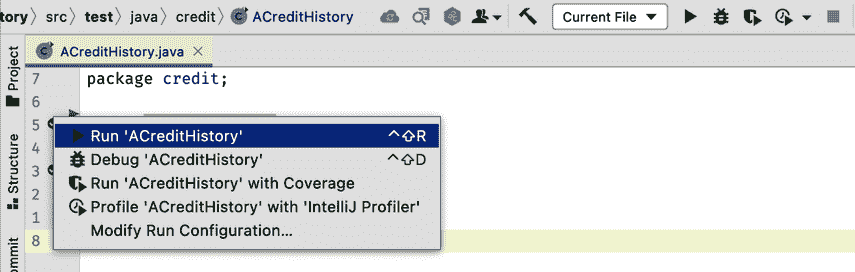 tory › src › test › java › credit › ACreditHistory
Current File
ACreditHistory.java ×
Project
Structure
ommit
7 package credit;
6
5
Run 'ACreditHistory' ^⇧R
4
Debug 'ACreditHistory' ^⇧D
3
Run 'ACreditHistory' with Coverage
2
Profile 'ACreditHistory' with 'IntelliJ Profiler'
1
Modify Run Configuration...
8